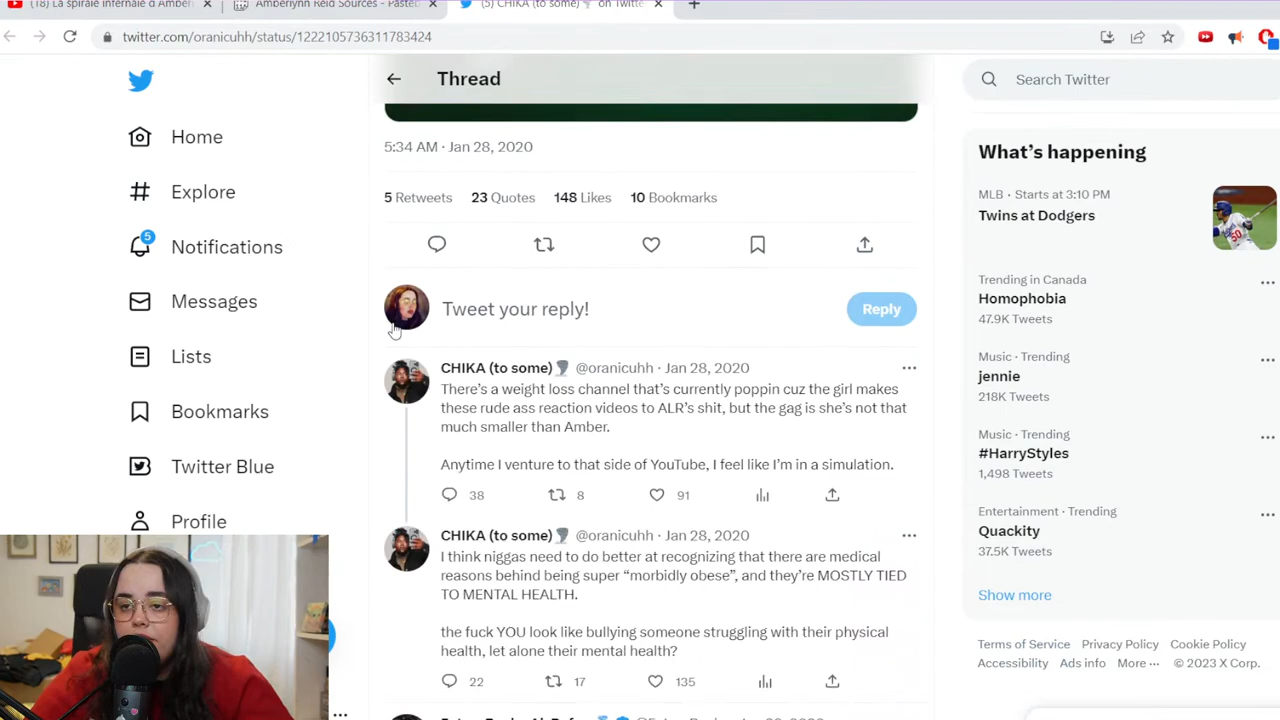 (18) La spirale infernale d'Amber
Amberlynn Reid Sources - Pasteb
(5) CHIKA (to some) on Twitte
twitter.com/oranicuhh/status/1222105736311783424
Thread
Search Twitter
Home
Explore
5
Notifications
Messages
Lists
Bookmarks
Twitter Blue
Profile
5:34 AM · Jan 28, 2020
5 Retweets 23 Quotes 148 Likes 10 Bookmarks
Tweet your reply!
Reply
CHIKA (to some) @oranicuhh · Jan 28, 2020
There's a weight loss channel that's currently poppin cuz the girl makes
these rude ass reaction videos to ALR's shit, but the gag is she's not that
much smaller than Amber.
Anytime I venture to that side of YouTube, I feel like I'm in a simulation.
38 8 91
CHIKA (to some) @oranicuhh · Jan 28, 2020
I think niggas need to do better at recognizing that there are medical
reasons behind being super “morbidly obese”, and they're MOSTLY TIED
TO MENTAL HEALTH.
the fuck YOU look like bullying someone struggling with their physical
health, let alone their mental health?
22 17 135
What's happening
MLB · Starts at 3:10 PM
Twins at Dodgers
Trending in Canada
Homophobia
47.9K Tweets
Music · Trending
jennie
218K Tweets
Music · Trending
#HarryStyles
1,498 Tweets
Entertainment · Trending
Quackity
37.5K Tweets
Show more
Terms of Service Privacy Policy Cookie Policy
Accessibility Ads info More ··· © 2023 X Corp.